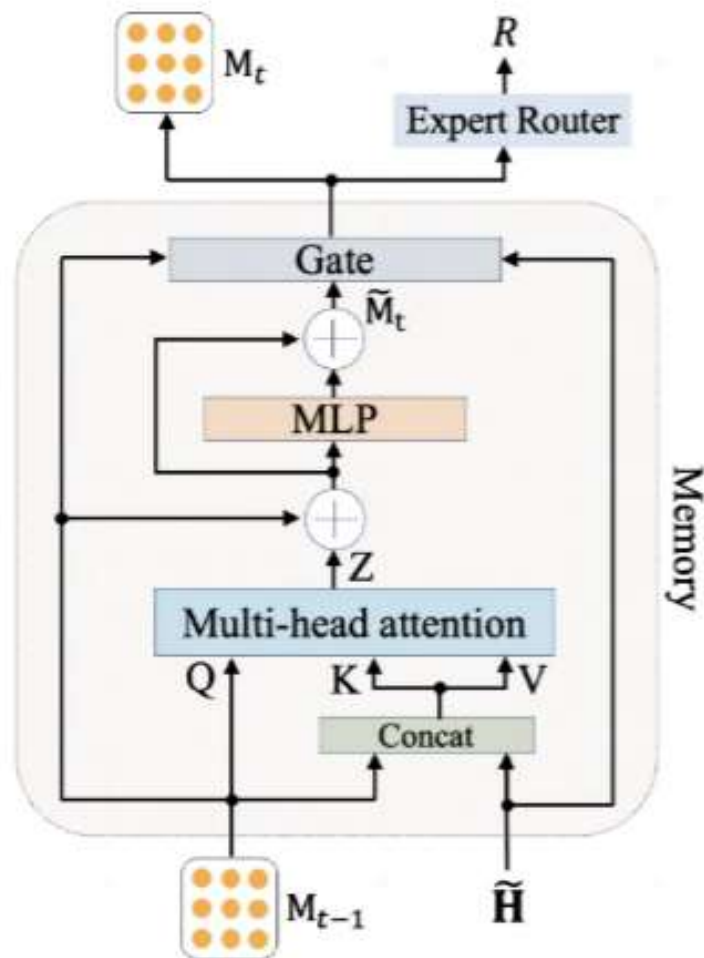 R
M_t
Expert Router
Gate
M̃_t
MLP
Memory
Z
Multi-head attention
Q K V
Concat
M_{t−1}
H̃